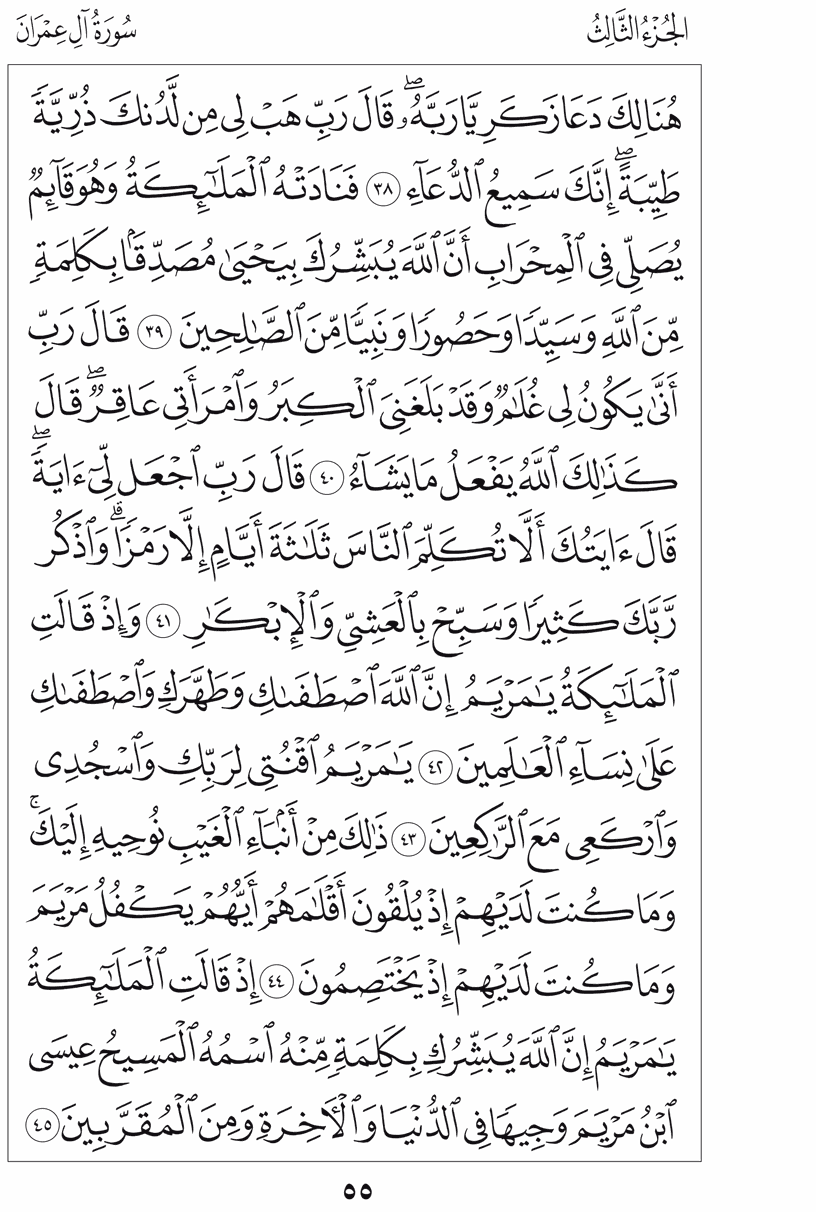 الجُزْءُ الثَّالِثُ
سُورَةُ آلِ عِمْرَانَ
هُنَالِكَ دَعَا زَكَرِيَّا رَبَّهُۥۖ قَالَ رَبِّ هَبْ لِى مِن لَّدُنكَ ذُرِّيَّةً
طَيِّبَةًۖ إِنَّكَ سَمِيعُ ٱلدُّعَآءِ ٣٨ فَنَادَتْهُ ٱلْمَلَـٰٓئِكَةُ وَهُوَ قَآئِمٌ
يُصَلِّى فِى ٱلْمِحْرَابِ أَنَّ ٱللَّهَ يُبَشِّرُكَ بِيَحْيَىٰ مُصَدِّقًۢا بِكَلِمَةٍ
مِّنَ ٱللَّهِ وَسَيِّدًا وَحَصُورًا وَنَبِيًّا مِّنَ ٱلصَّـٰلِحِينَ ٣٩ قَالَ رَبِّ
أَنَّىٰ يَكُونُ لِى غُلَـٰمٌ وَقَدْ بَلَغَنِىَ ٱلْكِبَرُ وَٱمْرَأَتِى عَاقِرٌۖ قَالَ
كَذَٰلِكَ ٱللَّهُ يَفْعَلُ مَا يَشَآءُ ٤٠ قَالَ رَبِّ ٱجْعَل لِّىٓ ءَايَةًۖ
قَالَ ءَايَتُكَ أَلَّا تُكَلِّمَ ٱلنَّاسَ ثَلَـٰثَةَ أَيَّامٍ إِلَّا رَمْزًاۗ وَٱذْكُر
رَّبَّكَ كَثِيرًا وَسَبِّحْ بِٱلْعَشِىِّ وَٱلْإِبْكَـٰرِ ٤١ وَإِذْ قَالَتِ
ٱلْمَلَـٰٓئِكَةُ يَـٰمَرْيَمُ إِنَّ ٱللَّهَ ٱصْطَفَىٰكِ وَطَهَّرَكِ وَٱصْطَفَىٰكِ
عَلَىٰ نِسَآءِ ٱلْعَـٰلَمِينَ ٤٢ يَـٰمَرْيَمُ ٱقْنُتِى لِرَبِّكِ وَٱسْجُدِى
وَٱرْكَعِى مَعَ ٱلرَّٰكِعِينَ ٤٣ ذَٰلِكَ مِنْ أَنۢبَآءِ ٱلْغَيْبِ نُوحِيهِ إِلَيْكَۚ
وَمَا كُنتَ لَدَيْهِمْ إِذْ يُلْقُونَ أَقْلَـٰمَهُمْ أَيُّهُمْ يَكْفُلُ مَرْيَمَ
وَمَا كُنتَ لَدَيْهِمْ إِذْ يَخْتَصِمُونَ ٤٤ إِذْ قَالَتِ ٱلْمَلَـٰٓئِكَةُ
يَـٰمَرْيَمُ إِنَّ ٱللَّهَ يُبَشِّرُكِ بِكَلِمَةٍ مِّنْهُ ٱسْمُهُ ٱلْمَسِيحُ عِيسَى
ٱبْنُ مَرْيَمَ وَجِيهًا فِى ٱلدُّنْيَا وَٱلْـَٔاخِرَةِ وَمِنَ ٱلْمُقَرَّبِينَ ٤٥
٥٥